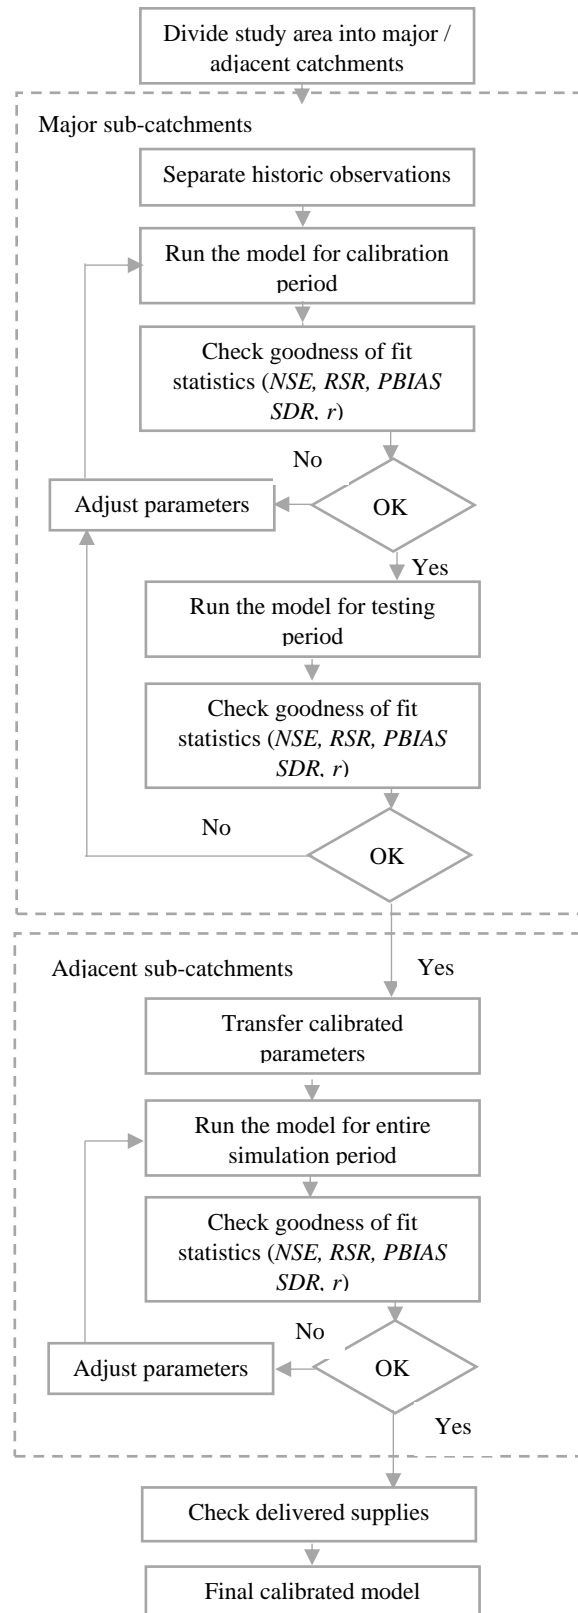 Divide study area into major /
adjacent catchments
Major sub-catchments
Separate historic observations
Run the model for calibration
period
Check goodness of fit
statistics (NSE, RSR, PBIAS
SDR, r)
No
OK
Adjust parameters
Yes
Run the model for testing
period
Check goodness of fit
statistics (NSE, RSR, PBIAS
SDR, r)
No
OK
Yes
Adjacent sub-catchments
Transfer calibrated
parameters
Run the model for entire
simulation period
Check goodness of fit
statistics (NSE, RSR, PBIAS
SDR, r)
No
OK
Adjust parameters
Yes
Check delivered supplies
Final calibrated model